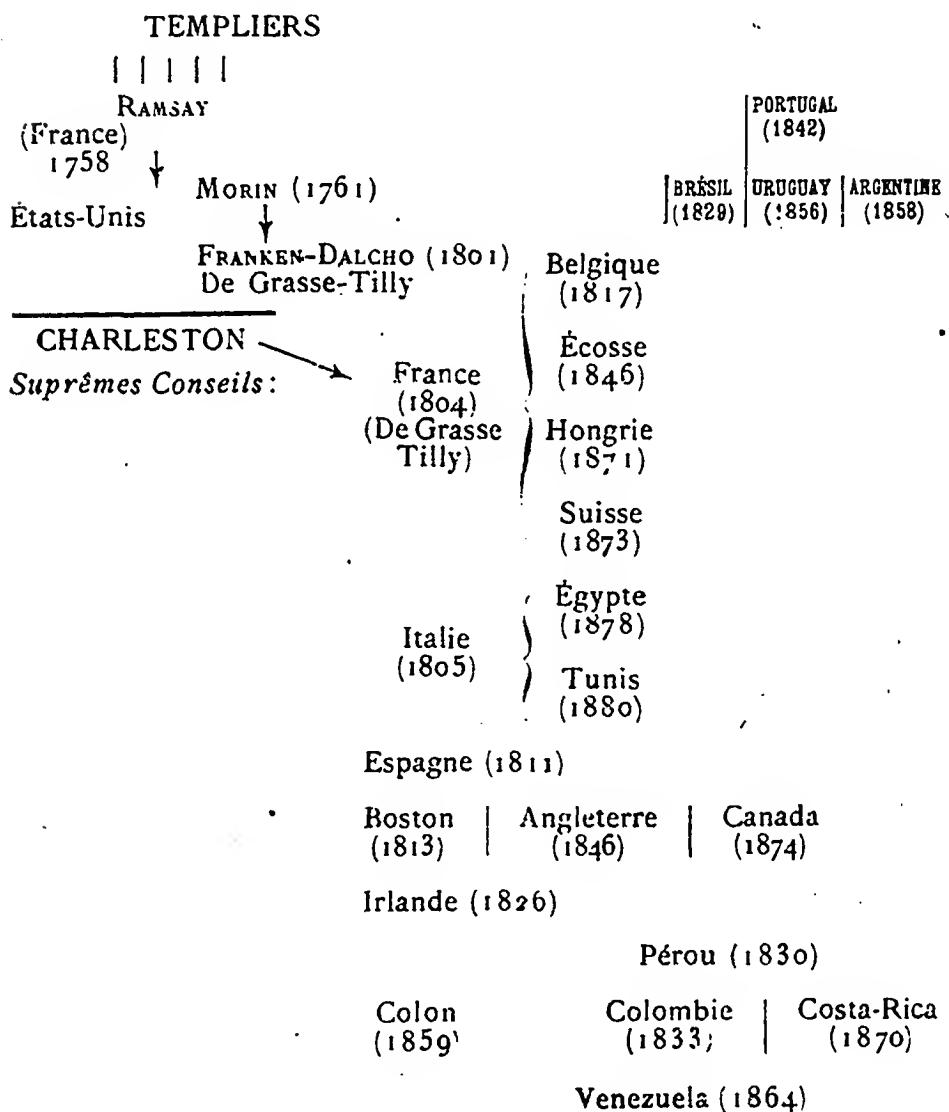 TEMPLIERS
RAMSAY
(France)
1758
États-Unis
MORIN (1761)
FRANKEN-DALCHO (1801)
De Grasse-Tilly
PORTUGAL
(1842)
BRÉSIL
(1829)
URUGUAY
(1856)
ARGENTINE
(1858)
CHARLESTON
Suprêmes Conseils:
France
(1804)
(De Grasse
Tilly)
Belgique
(1817)
Écosse
(1846)
Hongrie
(1871)
Suisse
(1873)
Italie
(1805)
Égypte
(1878)
Tunis
(1880)
Espagne (1811)
Boston
(1813)
Angleterre
(1846)
Canada
(1874)
Irlande (1826)
Pérou (1830)
Colon
(1859)
Colombie
(1833)
Costa-Rica
(1870)
Venezuela (1864)